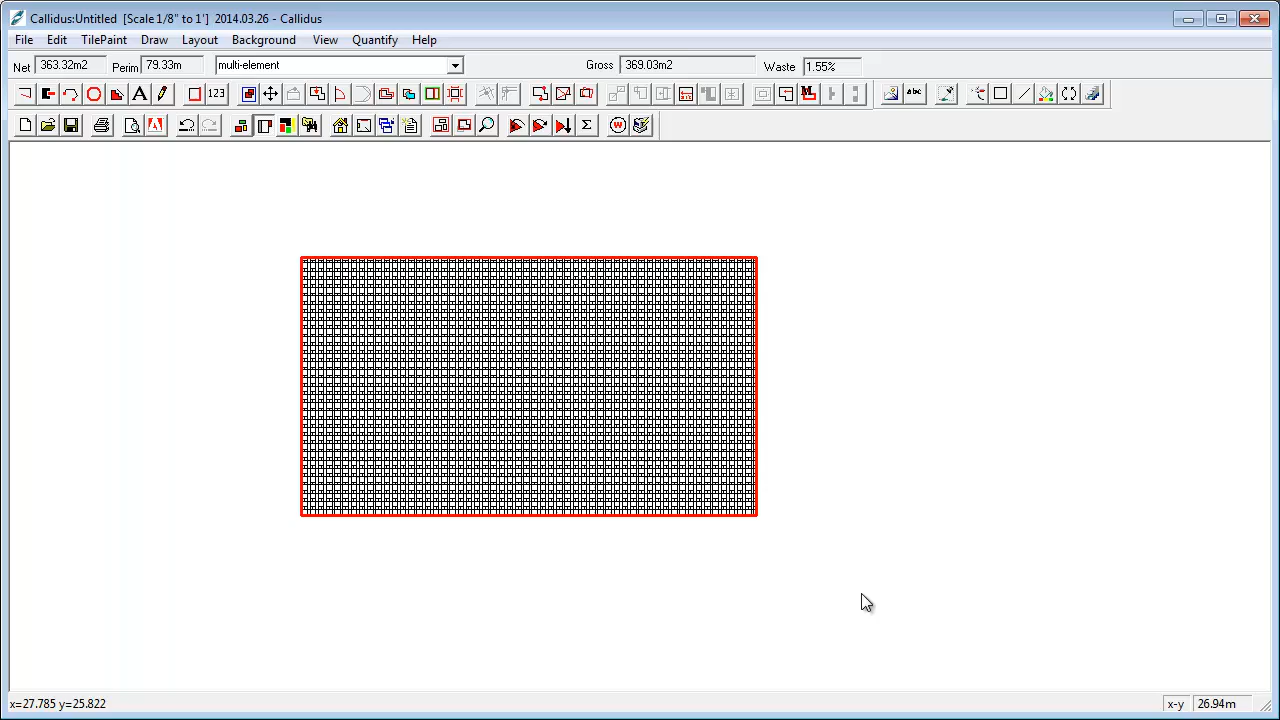 Callidus:Untitled [Scale 1/8" to 1'] 2014.03.26 - Callidus
File Edit TilePaint Draw Layout Background View Quantify Help
Net 363.32m2 Perim 79.33m multi-element Gross 369.03m2 Waste 1.55%
A 123 M abc
Σ W
x=27.785 y=25.822 x-y 26.94m